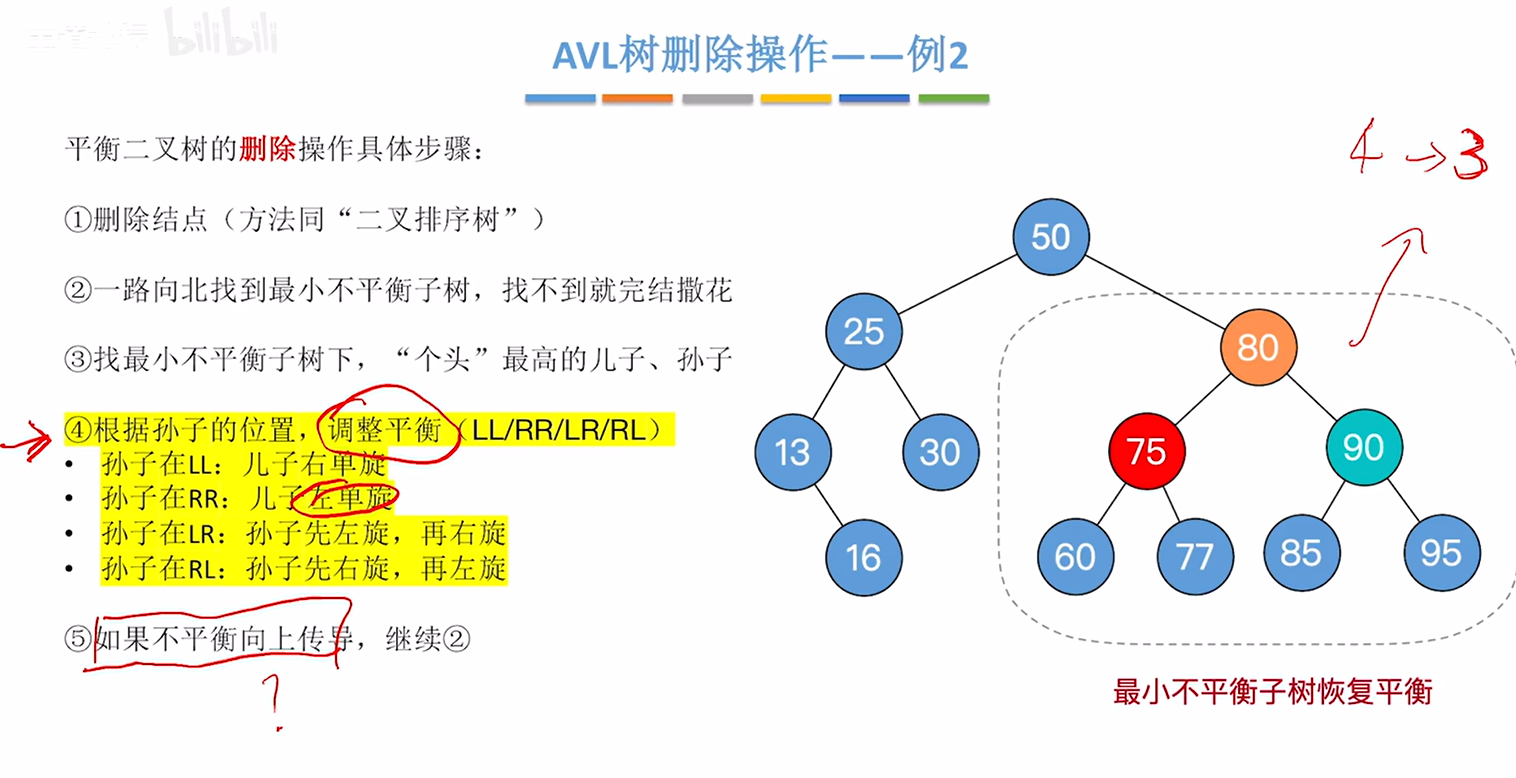 bilibili
AVL树删除操作——例2
平衡二叉树的删除操作具体步骤：
①删除结点（方法同“二叉排序树”）
②一路向北找到最小不平衡子树，找不到就完结撒花
③找最小不平衡子树下，“个头”最高的儿子、孙子
④根据孙子的位置，调整平衡（LL/RR/LR/RL）
• 孙子在LL：儿子右单旋
• 孙子在RR：儿子左单旋
• 孙子在LR：孙子先左旋，再右旋
• 孙子在RL：孙子先右旋，再左旋
⑤如果不平衡向上传导，继续②
?
4 → 3
50
25
80
13
30
75
90
16
60
77
85
95
最小不平衡子树恢复平衡